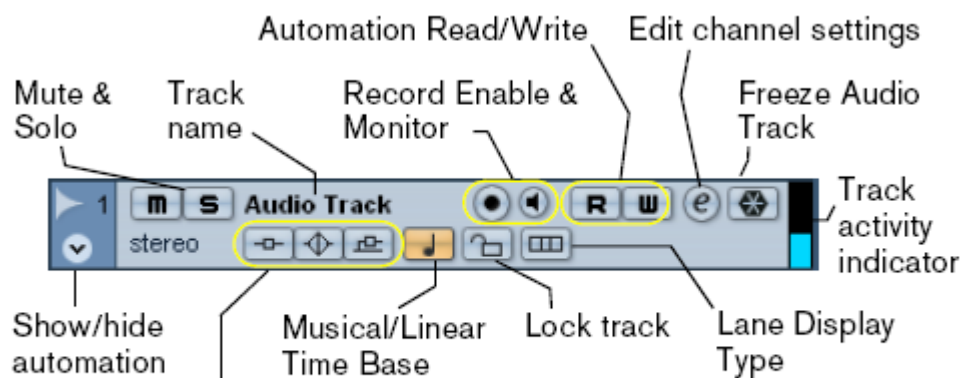 Automation Read/Write
Edit channel settings
Mute &
Solo
Track
name
Record Enable &
Monitor
Freeze Audio
Track
1
m
S
Audio Track
R
W
e
stereo
Track
activity
indicator
Show/hide
automation
Musical/Linear
Time Base
Lock track
Lane Display
Type